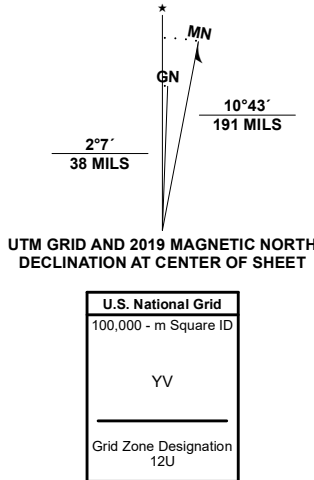 ★
MN
GN
10°43´
191 MILS
2°7´
38 MILS
UTM GRID AND 2019 MAGNETIC NORTH
DECLINATION AT CENTER OF SHEET
U.S. National Grid
100,000 - m Square ID
YV
Grid Zone Designation
12U